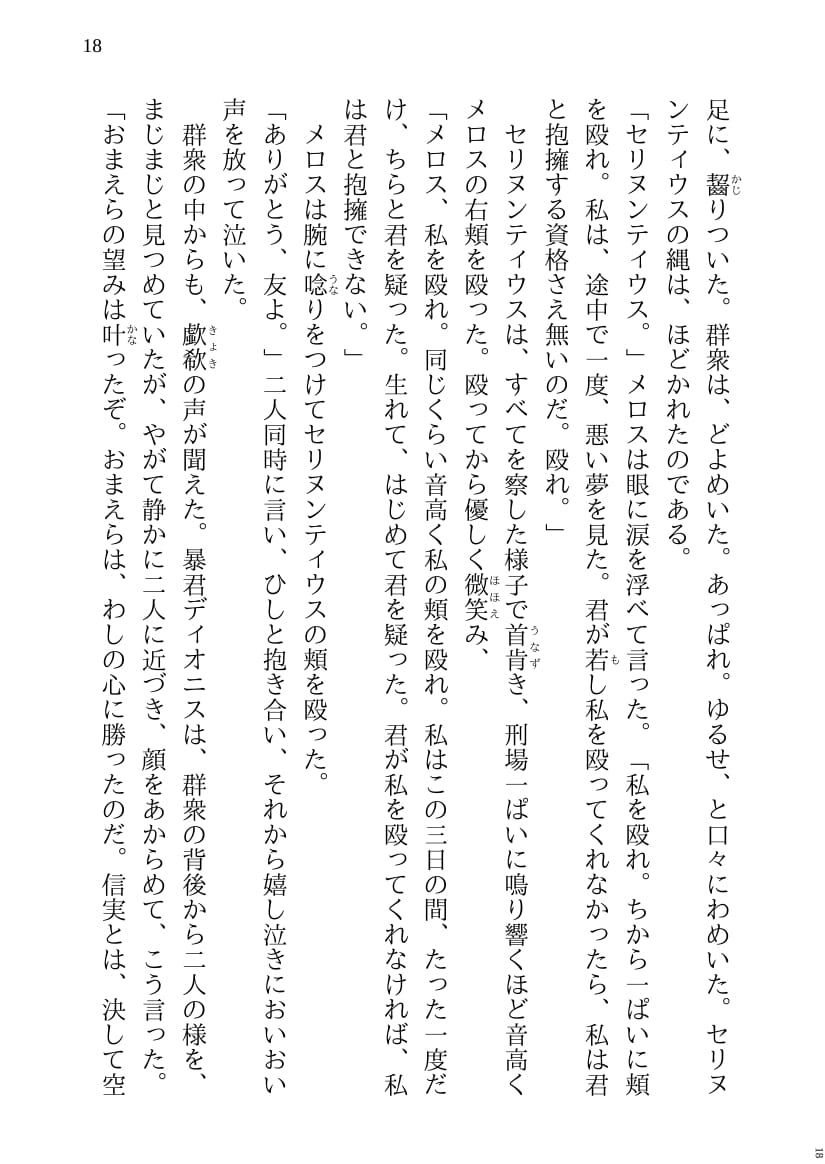 18
足に、齧りついた。群衆は、どよめいた。あっぱれ。ゆるせ、と口々にわめいた。セリヌ
ンティウスの縄は、ほどかれたのである。
「セリヌンティウス。」メロスは眼に涙を浮べて言った。「私を殴れ。ちから一ぱいに頬
を殴れ。私は、途中で一度、悪い夢を見た。君が若し私を殴ってくれなかったら、私は君
と抱擁する資格さえ無いのだ。殴れ。」
セリヌンティウスは、すべてを察した様子で首肯き、刑場一ぱいに鳴り響くほど音高く
メロスの右頬を殴った。殴ってから優しく微笑み、
「メロス、私を殴れ。同じくらい音高く私の頬を殴れ。私はこの三日の間、たった一度だ
け、ちらと君を疑った。生れて、はじめて君を疑った。君が私を殴ってくれなければ、私
は君と抱擁できない。」
メロスは腕に唸りをつけてセリヌンティウスの頬を殴った。
「ありがとう、友よ。」二人同時に言い、ひしと抱き合い、それから嬉し泣きにおいおい
声を放って泣いた。
群衆の中からも、歔欷の声が聞えた。暴君ディオニスは、群衆の背後から二人の様を、
まじまじと見つめていたが、やがて静かに二人に近づき、顔をあからめて、こう言った。
「おまえらの望みは叶ったぞ。おまえらは、わしの心に勝ったのだ。信実とは、決して空
18